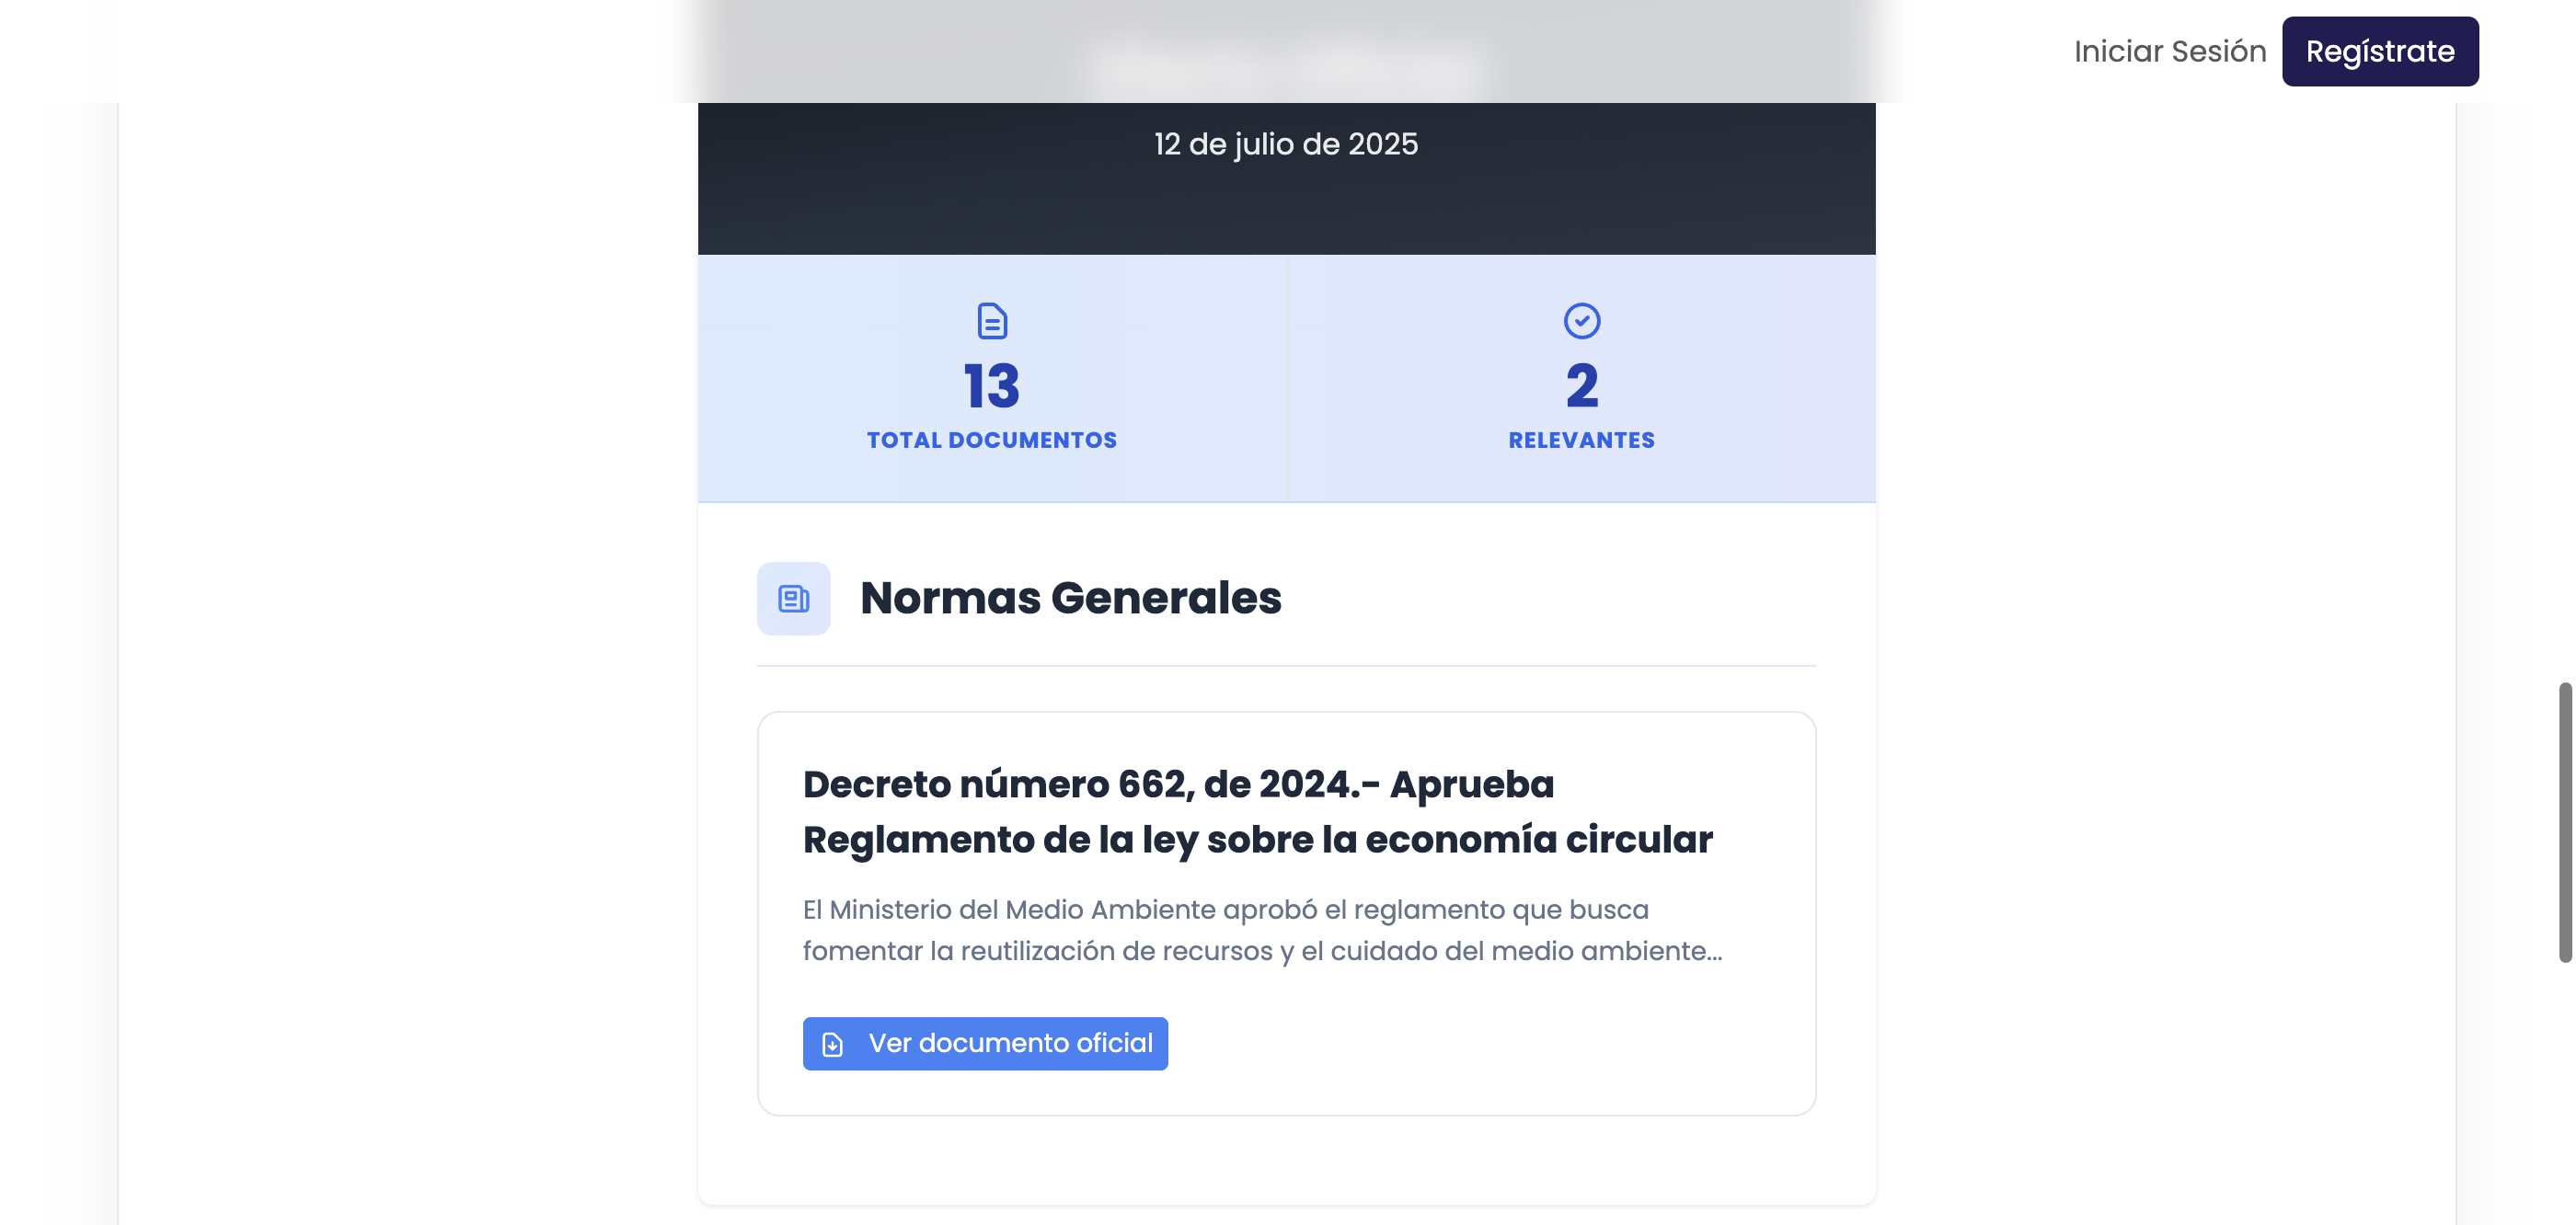 Iniciar Sesión
Regístrate
12 de julio de 2025
13
TOTAL DOCUMENTOS
2
RELEVANTES
Normas Generales
Decreto número 662, de 2024.- Aprueba
Reglamento de la ley sobre la economía circular
El Ministerio del Medio Ambiente aprobó el reglamento que busca
fomentar la reutilización de recursos y el cuidado del medio ambiente...
Ver documento oficial